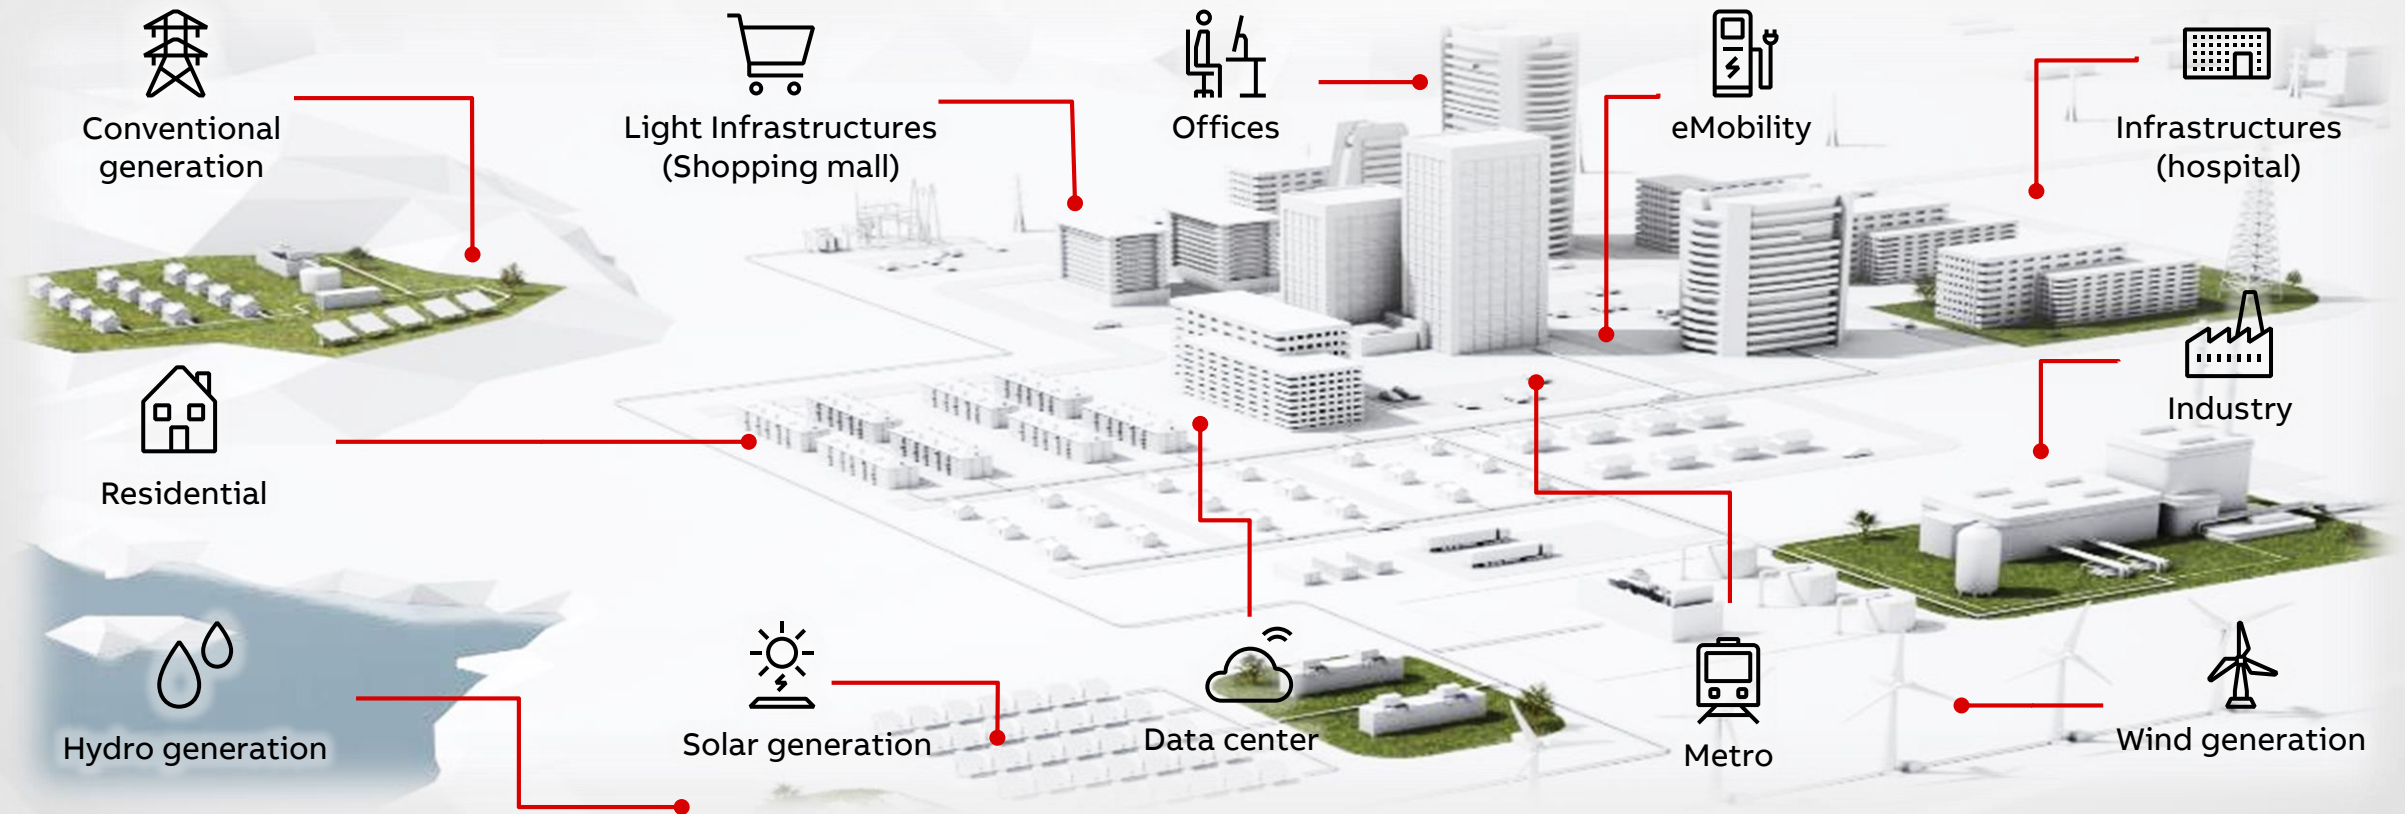 Conventional
generation
Light Infrastructures
(Shopping mall)
Offices
eMobility
Infrastructures
(hospital)
Residential
Industry
Hydro generation
Solar generation
Data center
Metro
Wind generation